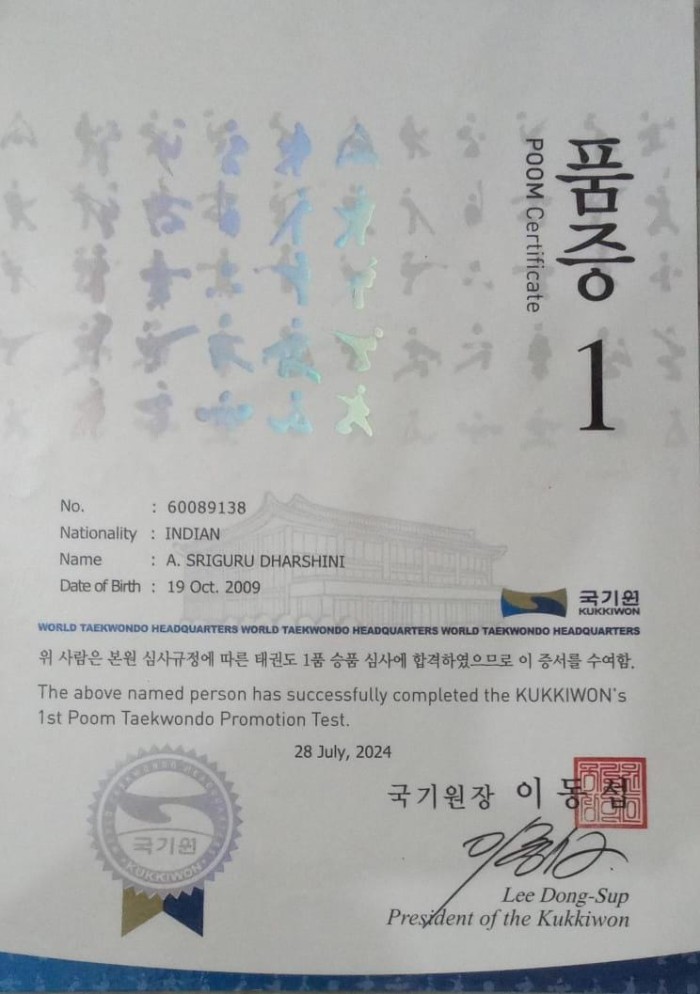 품증
POOM Certificate
1
No. : 60089138
Nationality : INDIAN
Name : A. SRIGURU DHARSHINI
Date of Birth : 19 Oct. 2009
국기원
KUKKIWON
WORLD TAEKWONDO HEADQUARTERS WORLD TAEKWONDO HEADQUARTERS WORLD TAEKWONDO HEADQUARTERS
위 사람은 본원 심사규정에 따른 태권도 1품 승품 심사에 합격하였으므로 이 증서를 수여함.
The above named person has successfully completed the KUKKIWON's
1st Poom Taekwondo Promotion Test.
28 July, 2024
국기원장 이동섭
국기원
KUKKIWON
Lee Dong-Sup
President of the Kukkiwon